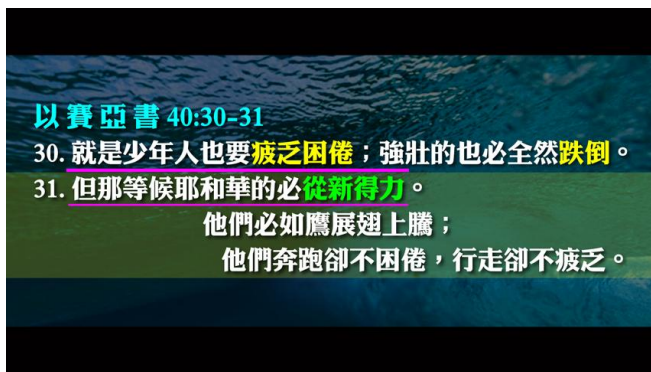 以賽亞書 40:30-31
30. 就是少年人也要疲乏困倦；強壯的也必全然跌倒。
31. 但那等候耶和華的必從新得力。
他們必如鷹展翅上騰；
他們奔跑卻不困倦，行走卻不疲乏。